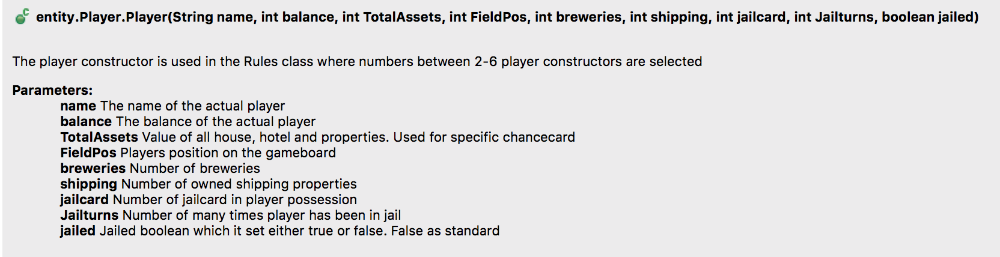 entity.Player.Player(String name, int balance, int TotalAssets, int FieldPos, int breweries, int shipping, int jailcard, int Jailturns, boolean jailed)
The player constructor is used in the Rules class where numbers between 2-6 player constructors are selected
Parameters:
name The name of the actual player
balance The balance of the actual player
TotalAssets Value of all house, hotel and properties. Used for specific chancecard
FieldPos Players position on the gameboard
breweries Number of breweries
shipping Number of owned shipping properties
jailcard Number of jailcard in player possession
Jailturns Number of many times player has been in jail
jailed Jailed boolean which it set either true or false. False as standard